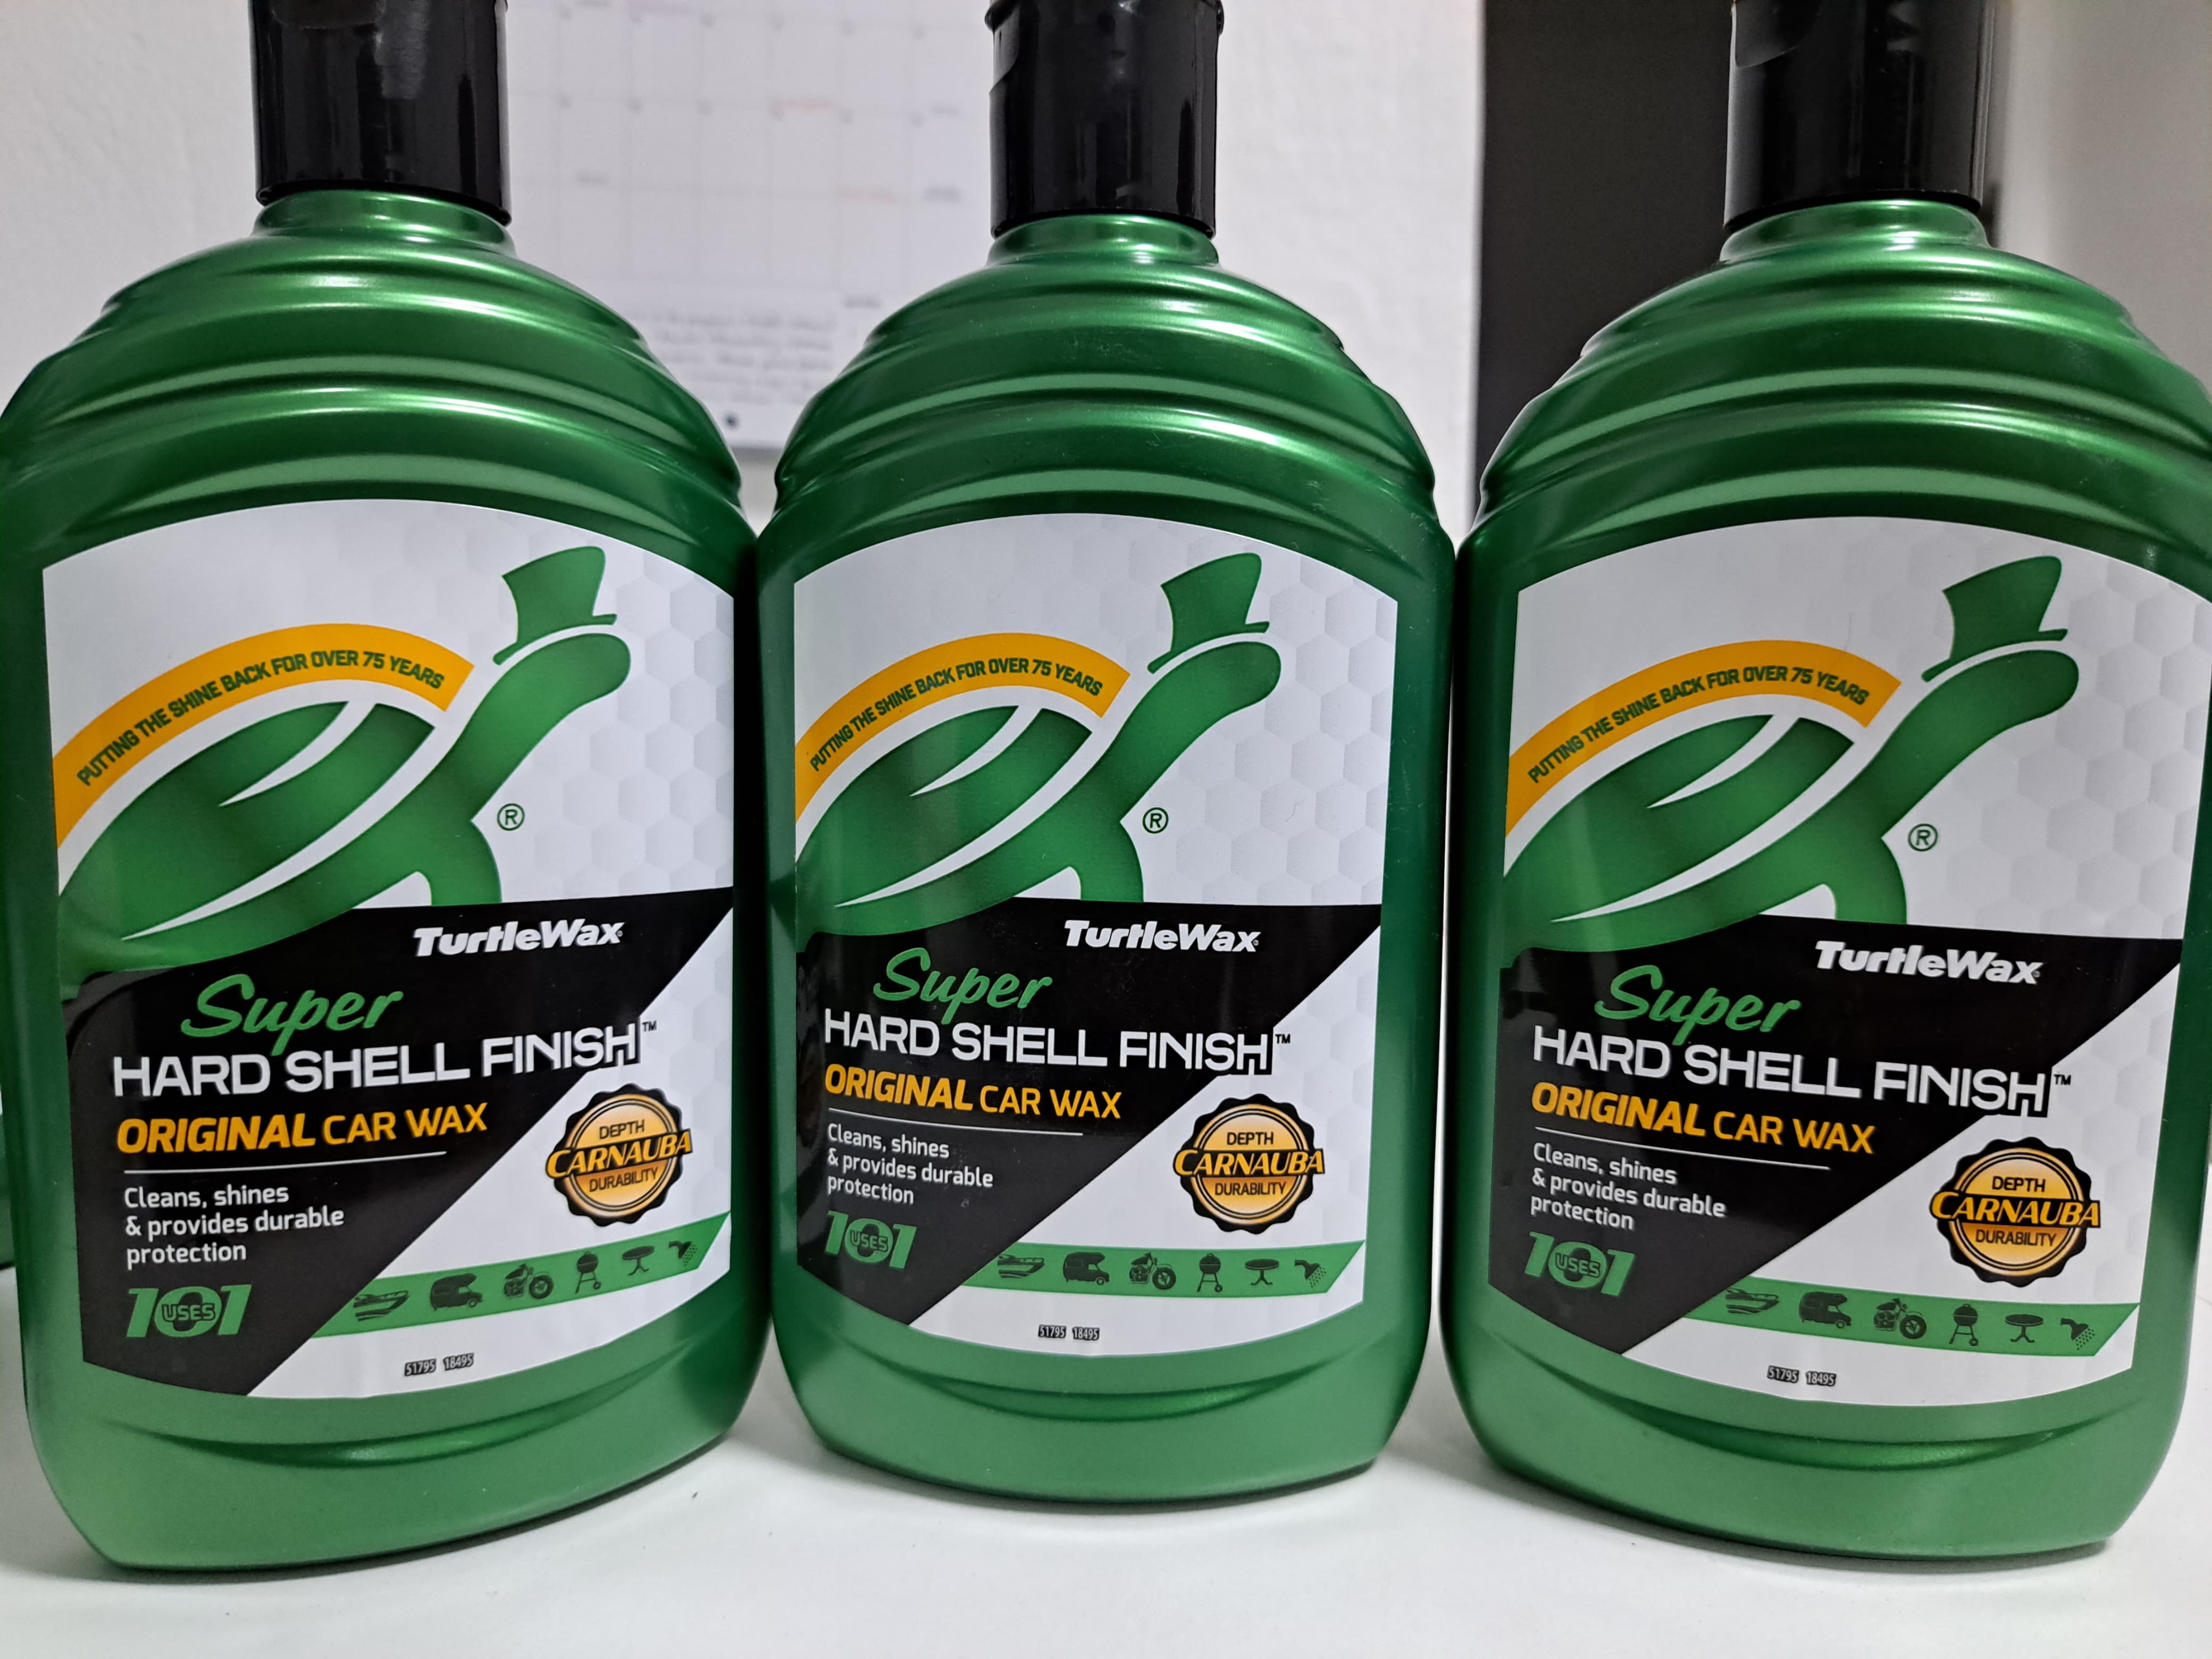 PUTTING THE SHINE BACK FOR OVER 75 YEARS
®
TurtleWax
Super
HARD SHELL FINISH™
ORIGINAL CAR WAX
Cleans, shines
& provides durable
protection
DEPTH
CARNAUBA
DURABILITY
101
USES
51795 18495
PUTTING THE SHINE BACK FOR OVER 75 YEARS
®
TurtleWax
Super
HARD SHELL FINISH™
ORIGINAL CAR WAX
Cleans, shines
& provides durable
protection
DEPTH
CARNAUBA
DURABILITY
101
USES
51795 18495
PUTTING THE SHINE BACK FOR OVER 75 YEARS
®
TurtleWax
Super
HARD SHELL FINISH™
ORIGINAL CAR WAX
Cleans, shines
& provides durable
protection
DEPTH
CARNAUBA
DURABILITY
101
USES
51795 18495